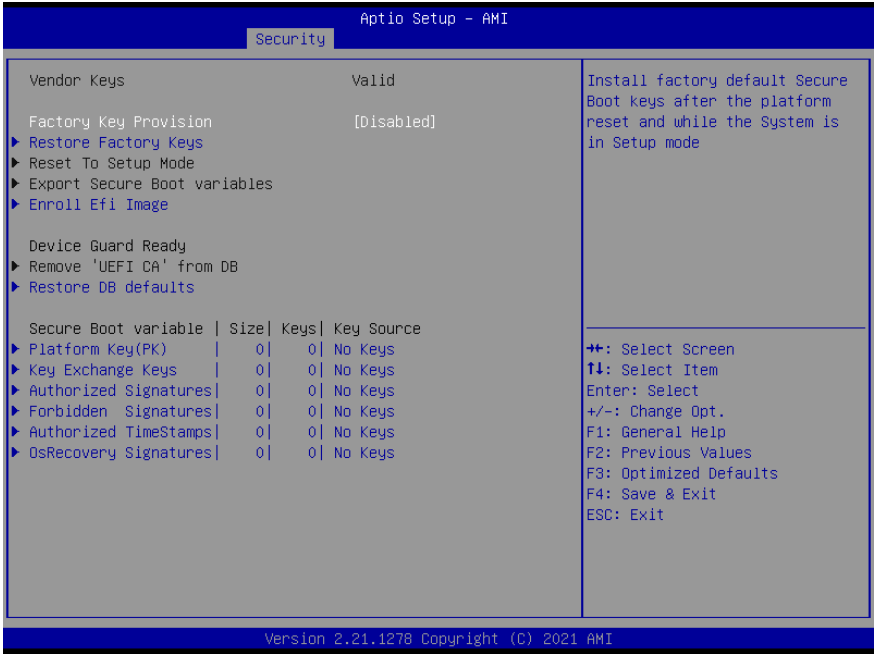 Aptio Setup – AMI
Security
Vendor Keys Valid
Factory Key Provision [Disabled]
Restore Factory Keys
Reset To Setup Mode
Export Secure Boot variables
Enroll Efi Image
Device Guard Ready
Remove 'UEFI CA' from DB
Restore DB defaults
Secure Boot variable | Size| Keys| Key Source
Platform Key(PK) | 0| 0| No Keys
Key Exchange Keys | 0| 0| No Keys
Authorized Signatures| 0| 0| No Keys
Forbidden Signatures| 0| 0| No Keys
Authorized TimeStamps| 0| 0| No Keys
OsRecovery Signatures| 0| 0| No Keys
Install factory default Secure
Boot keys after the platform
reset and while the System is
in Setup mode
→←: Select Screen
↑↓: Select Item
Enter: Select
+/-: Change Opt.
F1: General Help
F2: Previous Values
F3: Optimized Defaults
F4: Save & Exit
ESC: Exit
Version 2.21.1278 Copyright (C) 2021 AMI